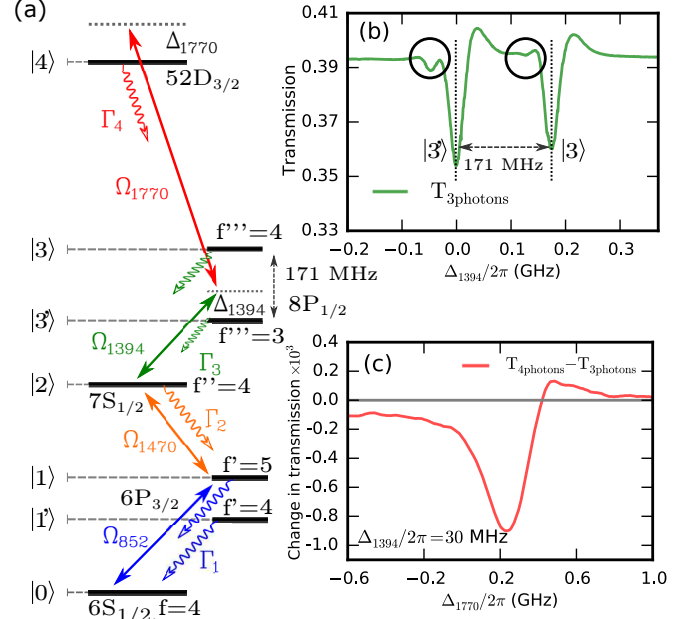 (a)
Δ₁₇₇₀
|4⟩
52D₃/₂
Γ₄
Ω₁₇₇₀
f'''=4
|3⟩
171 MHz
8P₁/₂
Δ₁₃₉₄
|3'⟩
f'''=3
Ω₁₃₉₄
Γ₃
|2⟩
f''=4
7S₁/₂
Γ₂
Ω₁₄₇₀
f'=5
|1⟩
6P₃/₂
f'=4
|1'⟩
Ω₈₅₂
Γ₁
|0⟩
6S₁/₂, f=4
(b)
Transmission
0.41
0.39
0.37
0.35
0.33
|3'⟩
171 MHz
|3⟩
T₃ₚₕₒₜₒₙₛ
−0.2
−0.1
0.0
0.1
0.2
0.3
Δ₁₃₉₄/2π (GHz)
(c)
Change in transmission ×10³
T₄ₚₕₒₜₒₙₛ−T₃ₚₕₒₜₒₙₛ
0.2
0.0
-0.2
-0.4
-0.6
-0.8
-1.0
Δ₁₃₉₄/2π=30 MHz
−0.6
−0.2
0.2
0.6
1.0
Δ₁₇₇₀/2π (GHz)